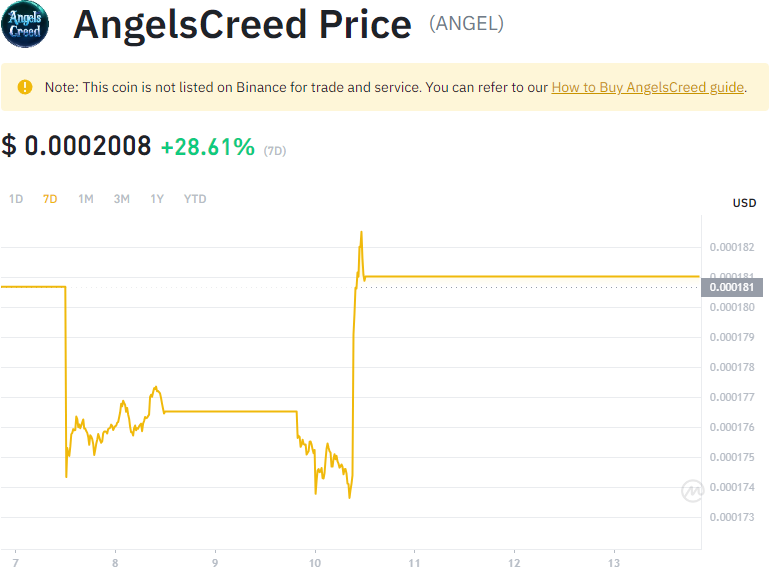 Angels
Creed
AngelsCreed Price (ANGEL)
Note: This coin is not listed on Binance for trade and service. You can refer to our How to Buy AngelsCreed guide.
$ 0.0002008 +28.61% (7D)
1D 7D 1M 3M 1Y YTD
USD
0.000182
0.000181
0.000181
0.000180
0.000179
0.000178
0.000177
0.000176
0.000175
0.000174
0.000173
7 8 9 10 11 12 13